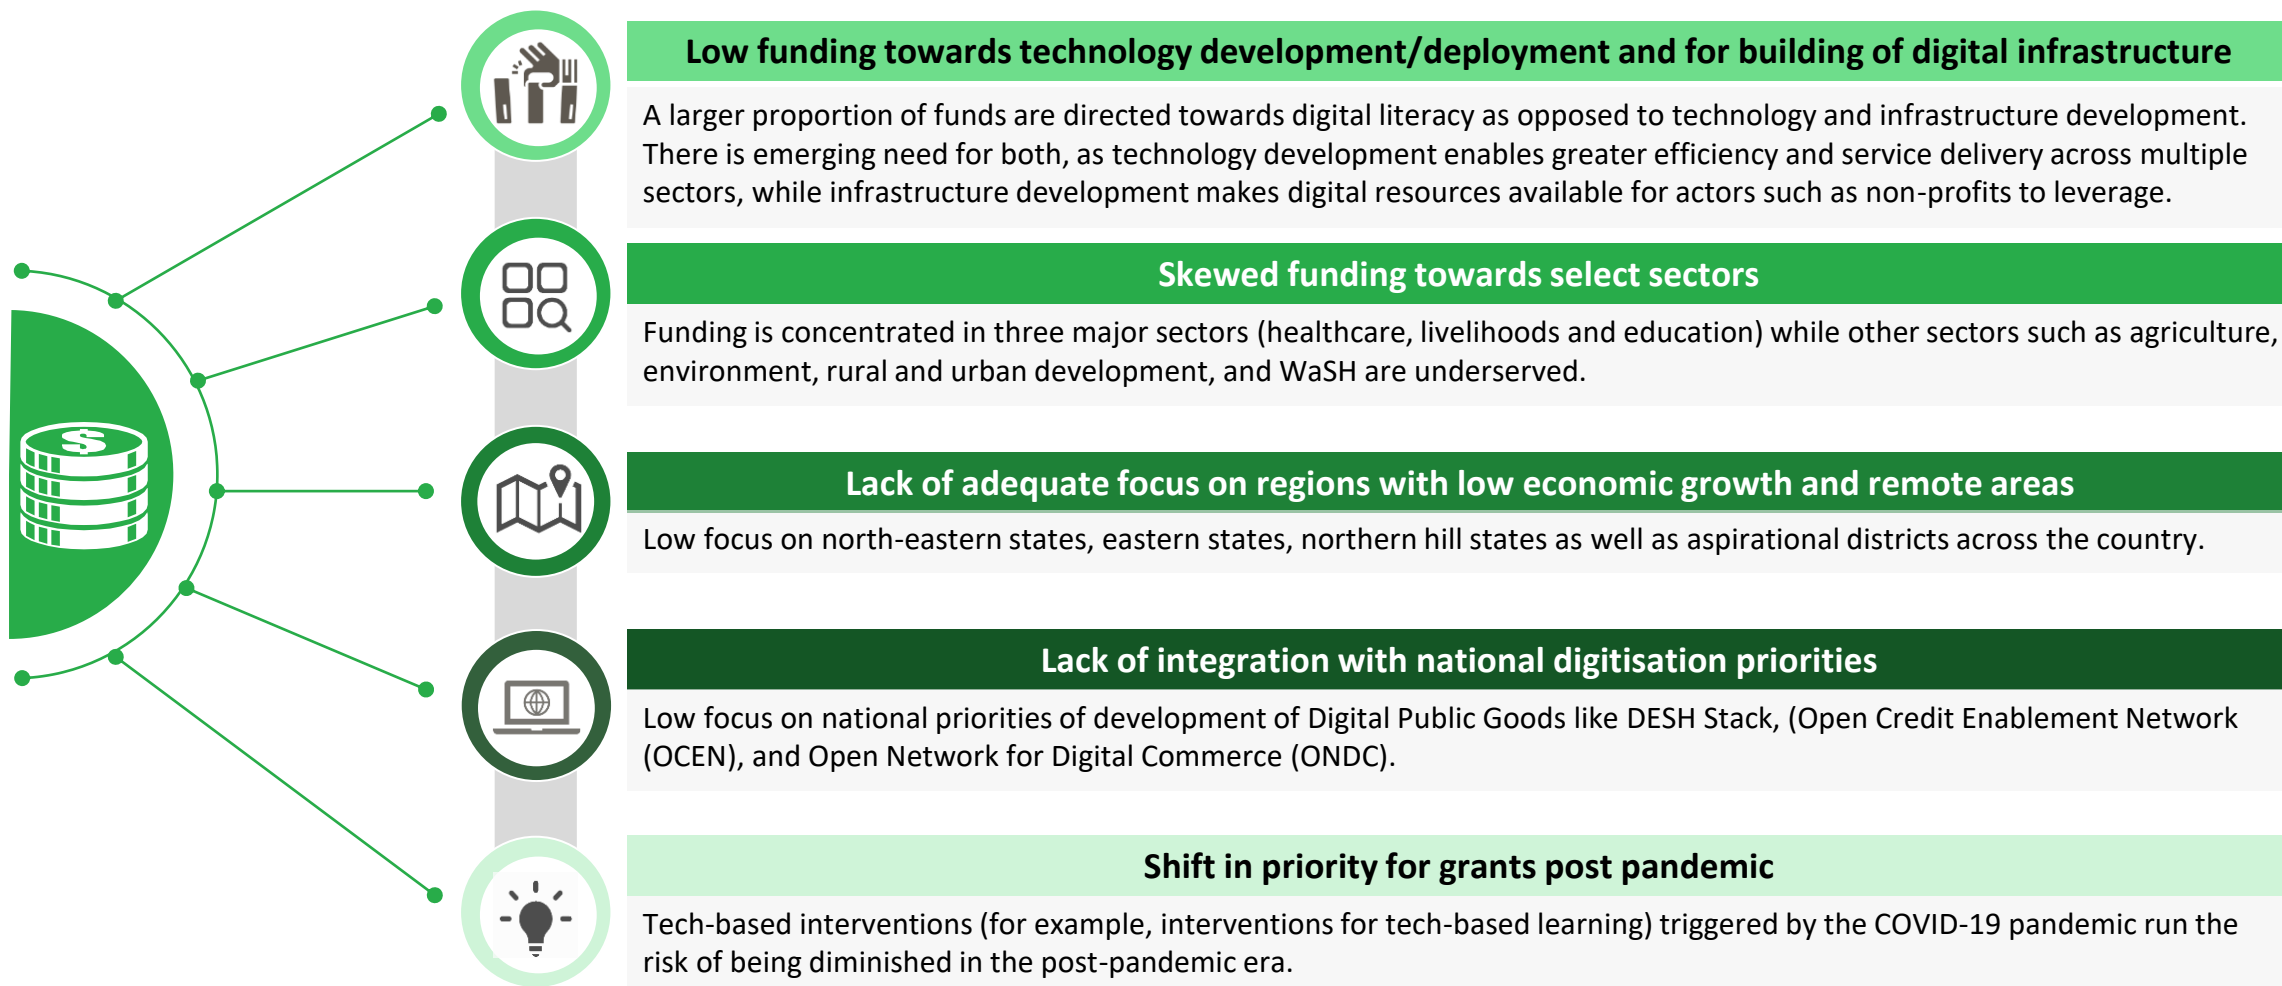 Low funding towards technology development/deployment and for building of digital infrastructure
A larger proportion of funds are directed towards digital literacy as opposed to technology and infrastructure development.
There is emerging need for both, as technology development enables greater efficiency and service delivery across multiple
sectors, while infrastructure development makes digital resources available for actors such as non-profits to leverage.
Skewed funding towards select sectors
Funding is concentrated in three major sectors (healthcare, livelihoods and education) while other sectors such as agriculture,
environment, rural and urban development, and WaSH are underserved.
Lack of adequate focus on regions with low economic growth and remote areas
Low focus on north-eastern states, eastern states, northern hill states as well as aspirational districts across the country.
Lack of integration with national digitisation priorities
Low focus on national priorities of development of Digital Public Goods like DESH Stack, (Open Credit Enablement Network
(OCEN), and Open Network for Digital Commerce (ONDC).
Shift in priority for grants post pandemic
Tech-based interventions (for example, interventions for tech-based learning) triggered by the COVID-19 pandemic run the
risk of being diminished in the post-pandemic era.
$